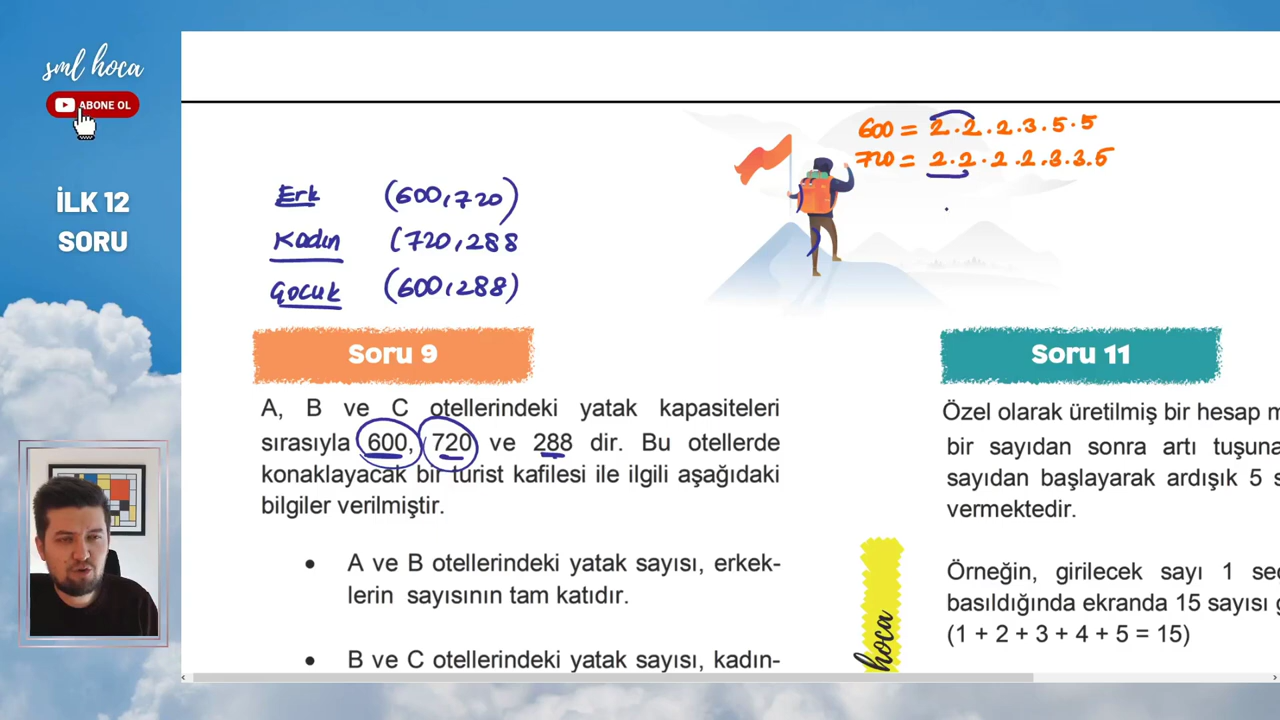 sml hoca
ABONE OL
İLK 12
SORU
600 = 2.2.2.3.5.5
720 = 2.2.2.2.3.3.5
Erk (600,720)
Kadın (720,288
Çocuk (600,288)
Soru 9
A, B ve C otellerindeki yatak kapasiteleri
sırasıyla 600, 720 ve 288 dir. Bu otellerde
konaklayacak bir turist kafilesi ile ilgili aşağıdaki
bilgiler verilmiştir.
• A ve B otellerindeki yatak sayısı, erkek-
lerin sayısının tam katıdır.
• B ve C otellerindeki yatak sayısı, kadın-
hoca
Soru 11
Özel olarak üretilmiş bir hesap
bir sayıdan sonra artı
sayıdan başlayarak ardışık 5
vermektedir.
Örneğin, girilecek sayı 1
basıldığında ekranda 15 sayısı
(1 + 2 + 3 + 4 + 5 = 15)